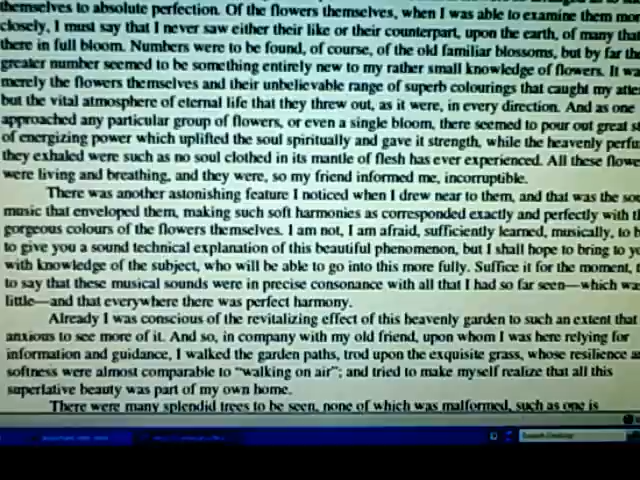 themselves to absolute perfection. Of the flowers themselves, when I was able to examine them
closely, I must say that I never saw either their like or their counterpart, upon the earth, of many
there in full bloom. Numbers were to be found, of course, of the old familiar blossoms, but by far the
greater number seemed to be something entirely new to my rather small knowledge of flowers. It
merely the flowers themselves and their unbelievable range of superb colourings that caught my
but the vital atmosphere of eternal life that they threw out, as it were, in every direction. And as one
approached any particular group of flowers, or even a single bloom, there seemed to pour out great
of energizing power which uplifted the soul spiritually and gave it strength, while the heavenly
they exhaled were such as no soul clothed in its mantle of flesh has ever experienced. All these
were living and breathing, and they were, so my friend informed me, incorruptible.
There was another astonishing feature I noticed when I drew near to them, and that was the
music that enveloped them, making such soft harmonies as corresponded exactly and perfectly with
gorgeous colours of the flowers themselves. I am not, I am afraid, sufficiently learned, musically, to
to give you a sound technical explanation of this beautiful phenomenon, but I shall hope to bring to
with knowledge of the subject, who will be able to go into this more fully. Suffice it for the moment,
to say that these musical sounds were in precise consonance with all that I had so far seen—which
little—and that everywhere there was perfect harmony.
Already I was conscious of the revitalizing effect of this heavenly garden to such an extent that
anxious to see more of it. And so, in company with my old friend, upon whom I was here relying for
information and guidance, I walked the garden paths, trod upon the exquisite grass, whose resilience
softness were almost comparable to “walking on air”; and tried to make myself realize that all this
superlative beauty was part of my own home.
There were many splendid trees to be seen, none of which was malformed, such as one is
Search Desktop